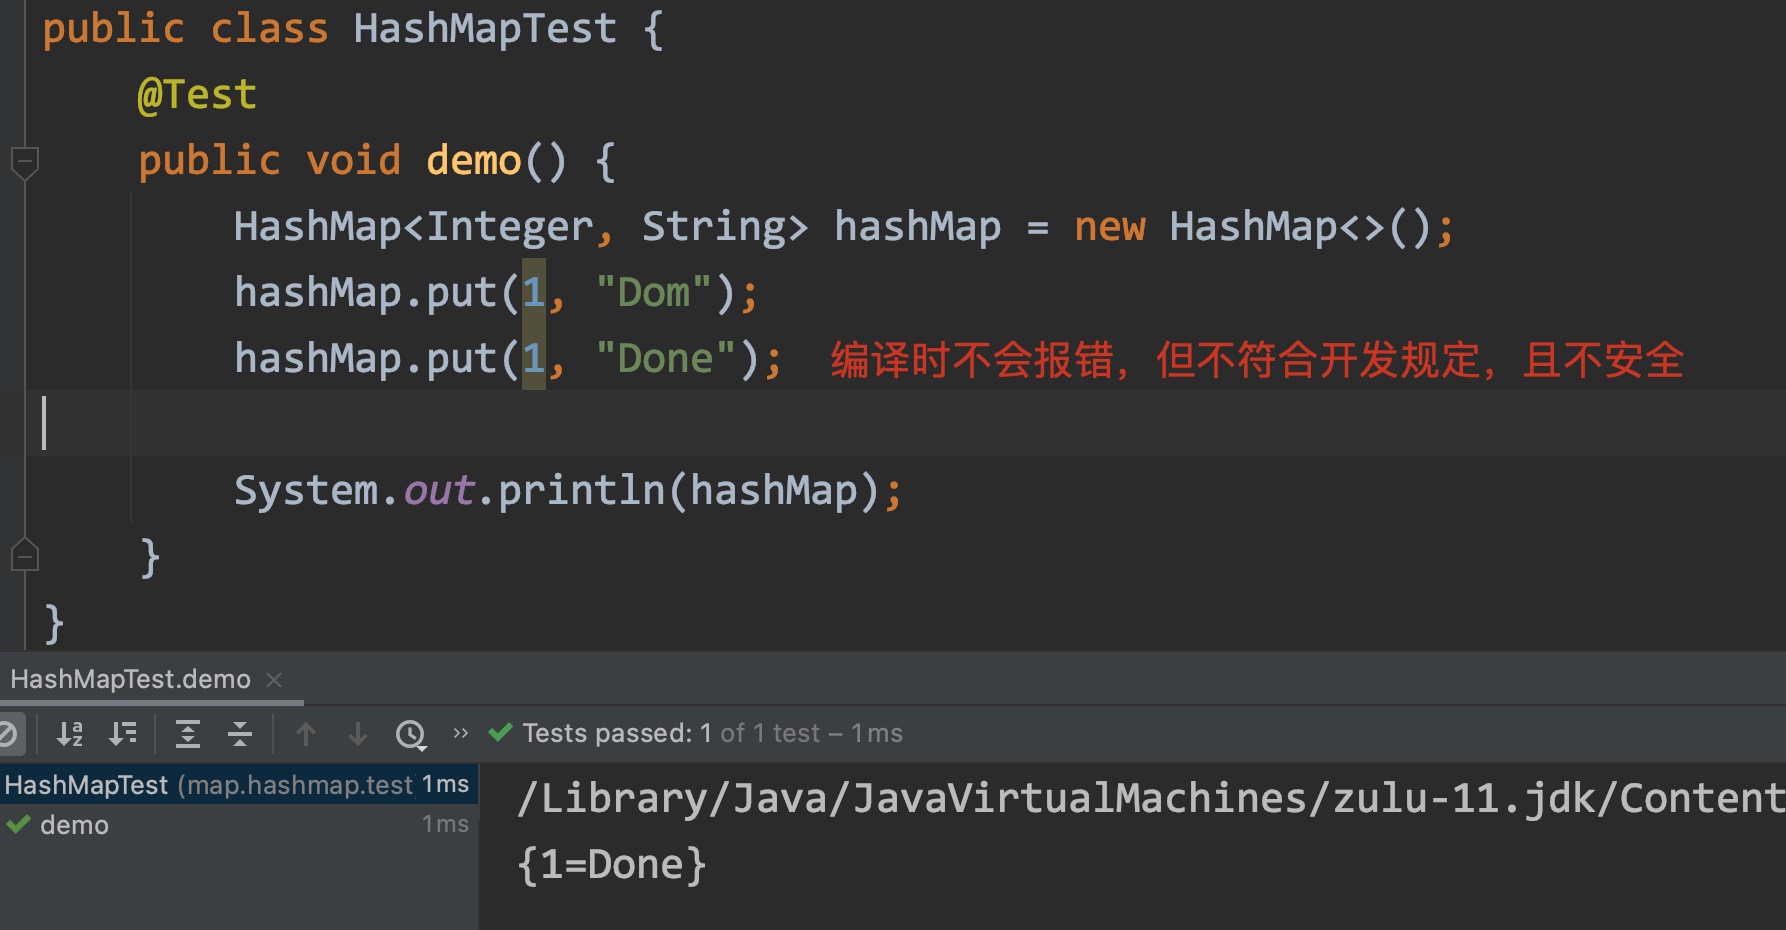 public class HashMapTest {
@Test
public void demo() {
HashMap<Integer, String> hashMap = new HashMap<>();
hashMap.put(1, "Dom");
hashMap.put(1, "Done"); 编译时不会报错，但不符合开发规定，且不安全
System.out.println(hashMap);
}
}
HashMapTest.demo
Tests passed: 1 of 1 test – 1 ms
HashMapTest (map.hashmap.test 1 ms
demo 1 ms
/Library/Java/JavaVirtualMachines/zulu-11.jdk/Content
{1=Done}